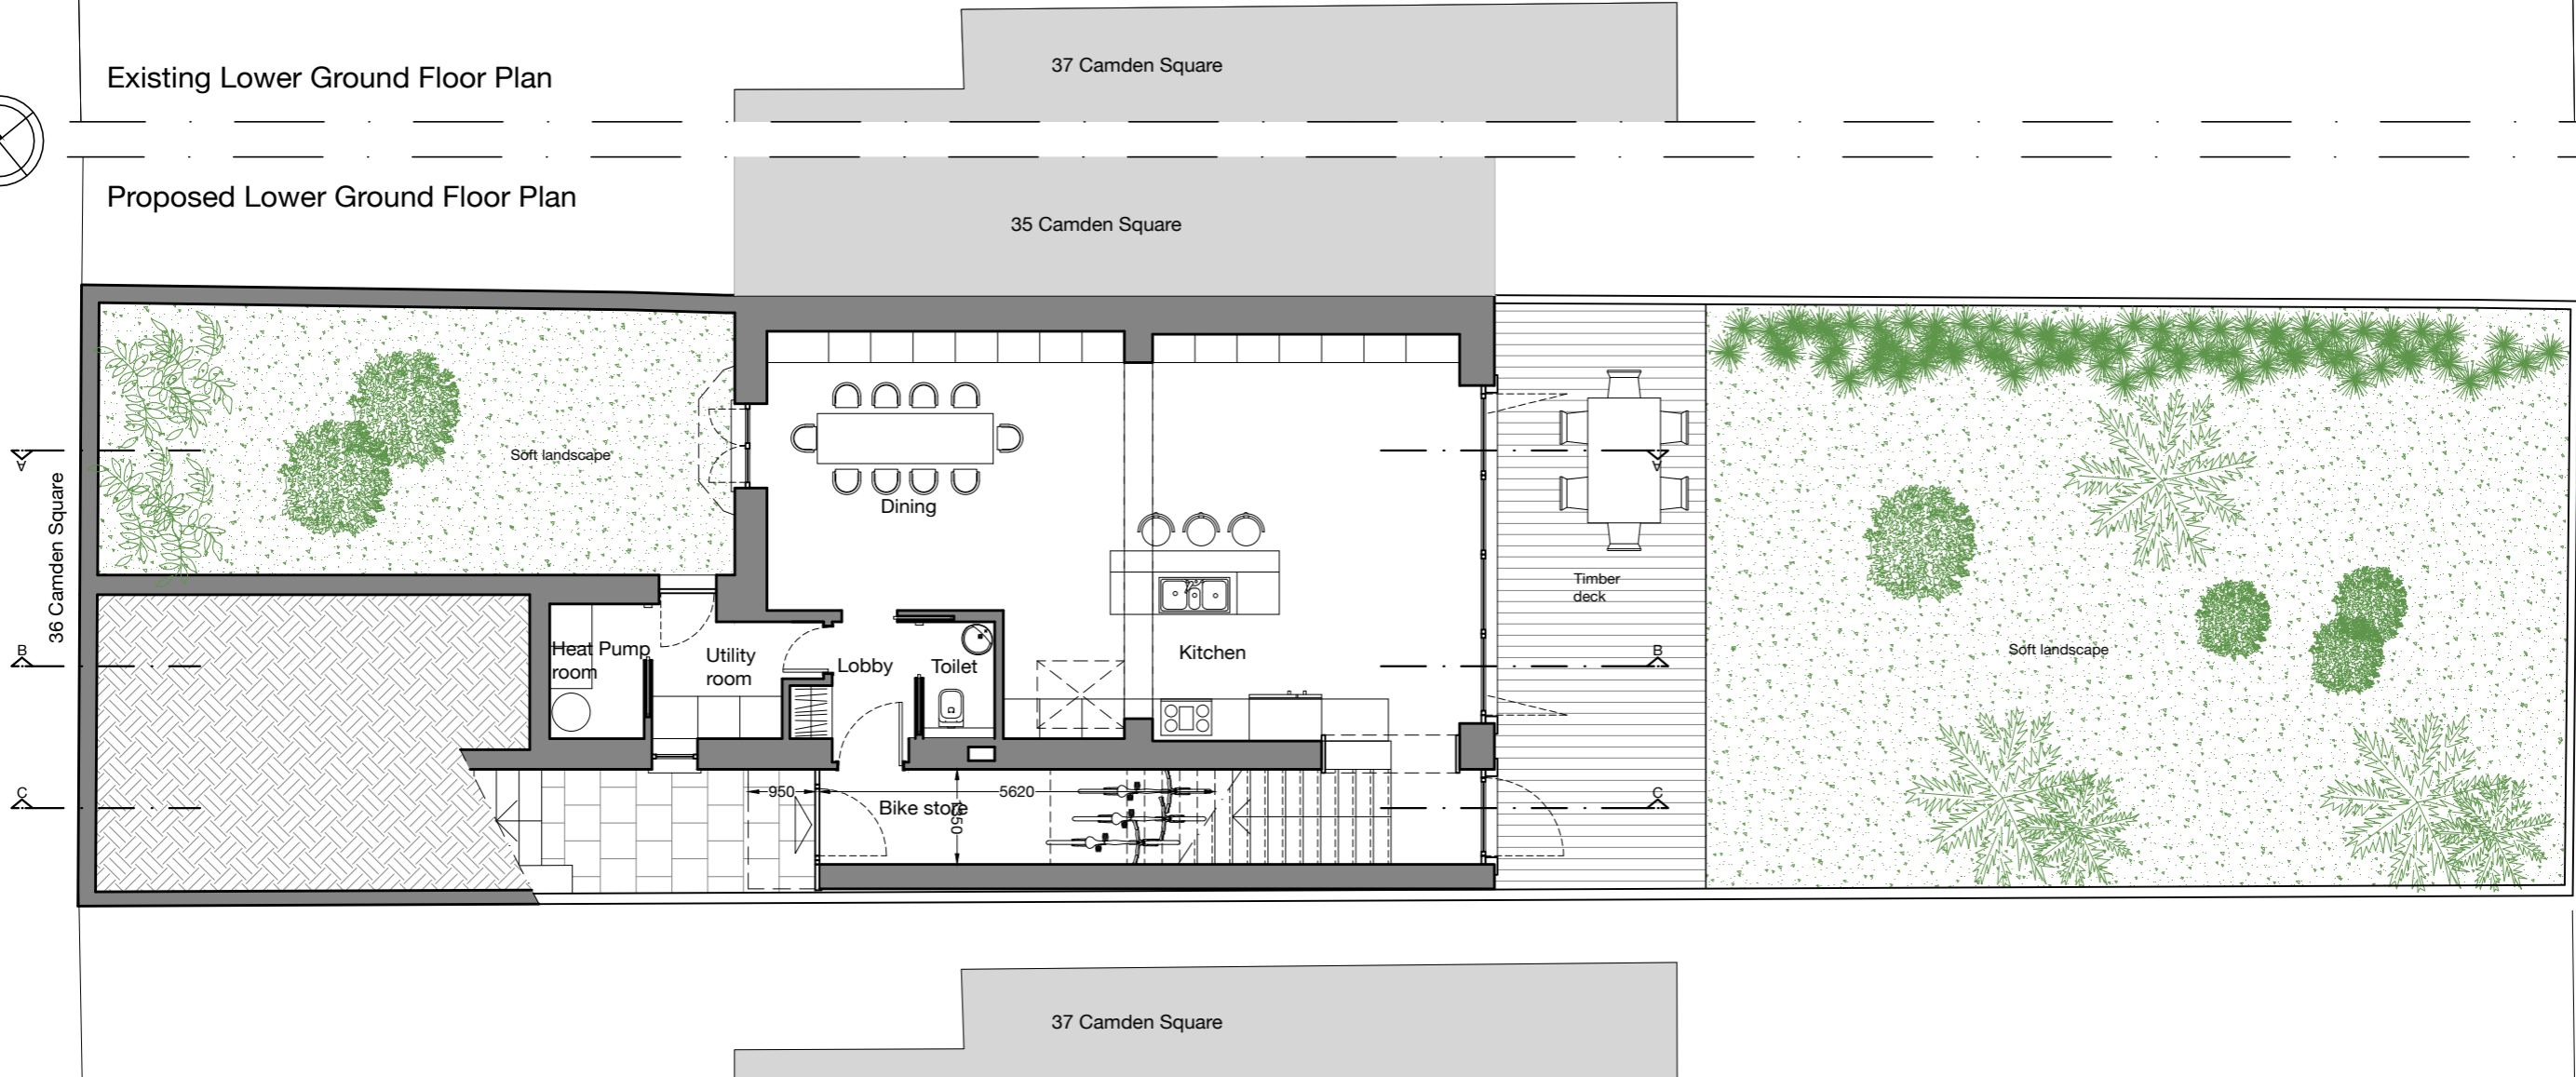 37 Camden Square
Existing Lower Ground Floor Plan
Proposed Lower Ground Floor Plan
35 Camden Square
A
A
Soft landscape
36 Camden Square
Dining
Timber
deck
Heat Pump
room
Utility
room
Lobby
Toilet
Kitchen
B
B
Soft landscape
C
C
950
5620
Bike store
37 Camden Square